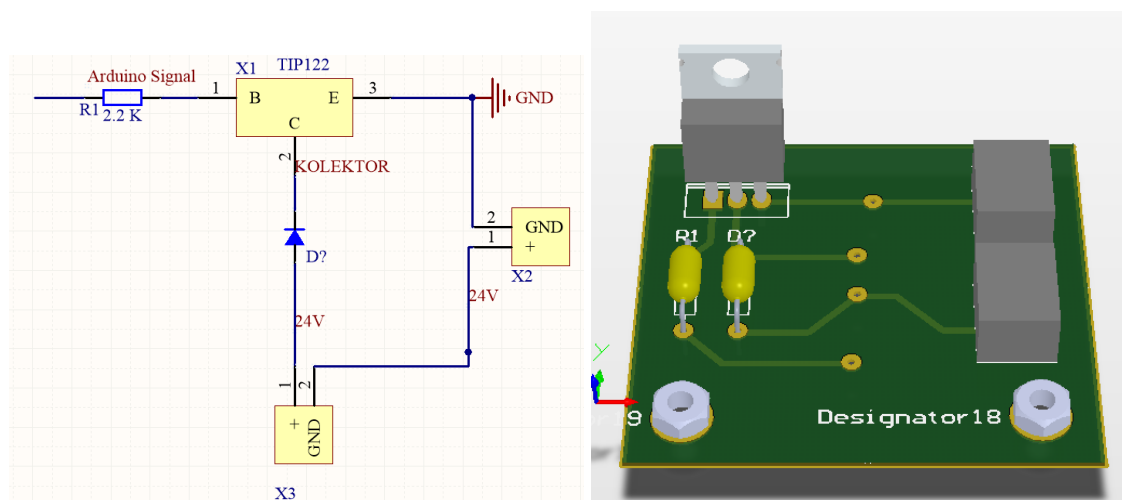 Arduino Signal
R1
2.2 K
X1
TIP122
1
B
E
3
GND
C
2
KOLEKTOR
D?
24V
1
2
+
GND
X3
2
GND
1
+
X2
24V
R1
D?
9
Designator18